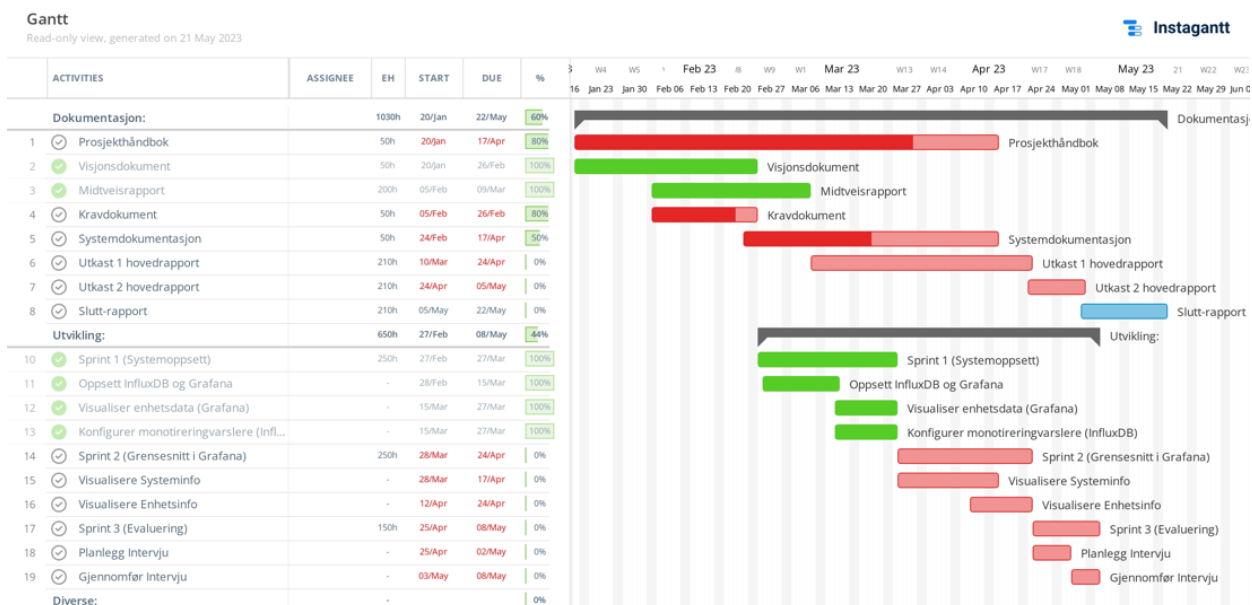 Gantt
Read-only view, generated on 21 May 2023
Instagantt
ACTIVITIES ASSIGNEE EH START DUE %
3 W4 W5 Feb 23 /8 W9 W1 Mar 23 W13 W14 Apr 23 W17 W18 May 23 21 W22 W23
16 Jan 23 Jan 30 Feb 06 Feb 13 Feb 20 Feb 27 Mar 06 Mar 13 Mar 20 Mar 27 Apr 03 Apr 10 Apr 17 Apr 24 May 01 May 08 May 15 May 22 May 29 Jun 0
Dokumentasjon: 1030h 20/Jan 22/May 60% Dokumentasj
1 Prosjekthåndbok 50h 20/Jan 17/Apr 80% Prosjekthåndbok
2 Visjonsdokument 50h 20/Jan 26/Feb 100% Visjonsdokument
3 Midtveisrapport 200h 05/Feb 09/Mar 100% Midtveisrapport
4 Kravdokument 50h 05/Feb 26/Feb 80% Kravdokument
5 Systemdokumentasjon 50h 24/Feb 17/Apr 50% Systemdokumentasjon
6 Utkast 1 hovedrapport 210h 10/Mar 24/Apr 0% Utkast 1 hovedrapport
7 Utkast 2 hovedrapport 210h 24/Apr 05/May 0% Utkast 2 hovedrapport
8 Slutt-rapport 210h 05/May 22/May 0% Slutt-rapport
Utvikling: 650h 27/Feb 08/May 44% Utvikling:
10 Sprint 1 (Systemoppsett) 250h 27/Feb 27/Mar 100% Sprint 1 (Systemoppsett)
11 Oppsett InfluxDB og Grafana - 28/Feb 15/Mar 100% Oppsett InfluxDB og Grafana
12 Visualiser enhetsdata (Grafana) - 15/Mar 27/Mar 100% Visualiser enhetsdata (Grafana)
13 Konfigurer monotireringvarslere (Infl... - 15/Mar 27/Mar 100% Konfigurer monotireringvarslere (InfluxDB)
14 Sprint 2 (Grensesnitt i Grafana) 250h 28/Mar 24/Apr 0% Sprint 2 (Grensesnitt i Grafana)
15 Visualisere Systeminfo - 28/Mar 17/Apr 0% Visualisere Systeminfo
16 Visualisere Enhetsinfo - 12/Apr 24/Apr 0% Visualisere Enhetsinfo
17 Sprint 3 (Evaluering) 150h 25/Apr 08/May 0% Sprint 3 (Evaluering)
18 Planlegg Intervju - 25/Apr 02/May 0% Planlegg Intervju
19 Gjennomfør Intervju - 03/May 08/May 0% Gjennomfør Intervju
Diverse: - 0%